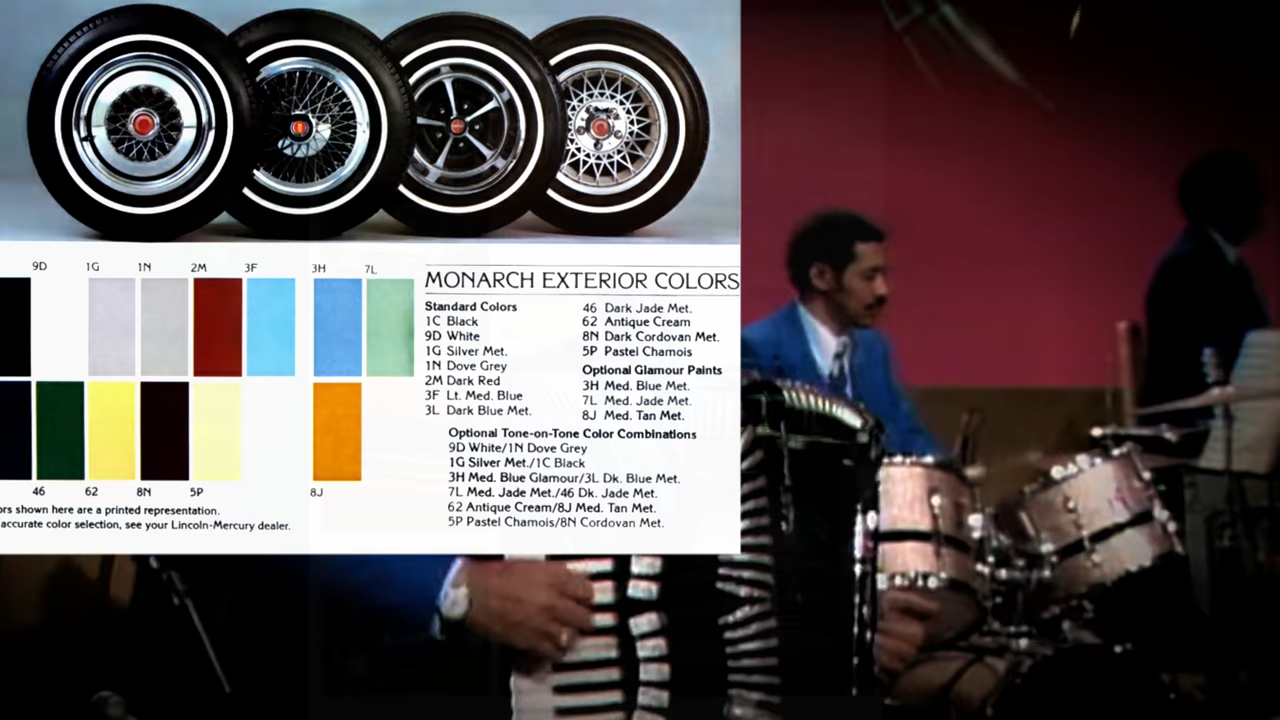 9D 1G 1N 2M 3F 3H 7L
46 62 8N 5P 8J
ors shown here are a printed representation.
accurate color selection, see your Lincoln-Mercury dealer.
MONARCH EXTERIOR COLORS
Standard Colors
1C Black
9D White
1G Silver Met.
1N Dove Grey
2M Dark Red
3F Lt. Med. Blue
3L Dark Blue Met.
46 Dark Jade Met.
62 Antique Cream
8N Dark Cordovan Met.
5P Pastel Chamois
Optional Glamour Paints
3H Med. Blue Met.
7L Med. Jade Met.
8J Med. Tan Met.
Optional Tone-on-Tone Color Combinations
9D White/1N Dove Grey
1G Silver Met./1C Black
3H Med. Blue Glamour/3L Dk. Blue Met.
7L Med. Jade Met./46 Dk. Jade Met.
62 Antique Cream/8J Med. Tan Met.
5P Pastel Chamois/8N Cordovan Met.